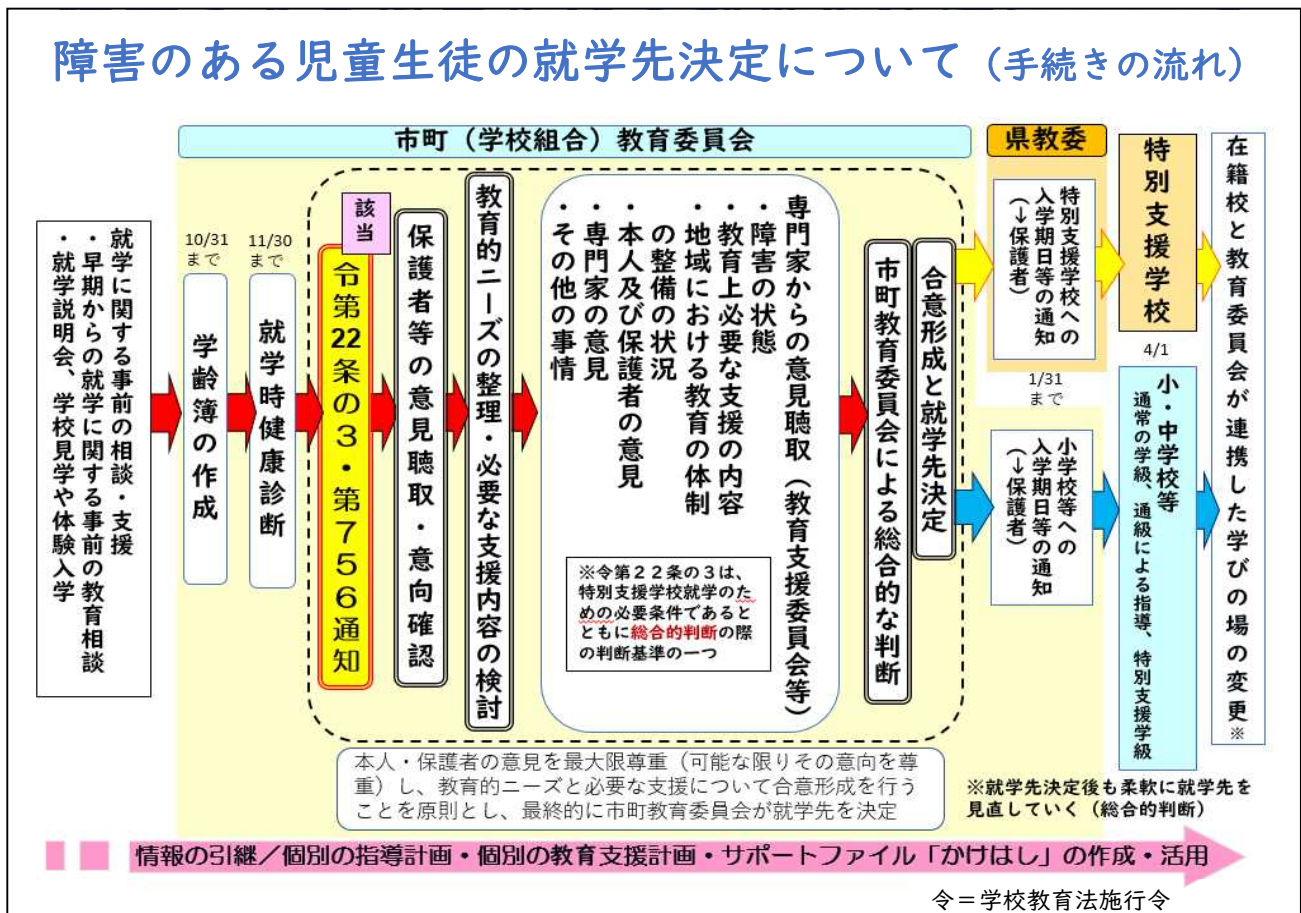 障害のある児童生徒の就学先決定について（手続きの流れ）
市町（学校組合）教育委員会
県教委
就学に関する事前の相談・支援
・早期からの就学に関する事前の教育相談
・就学説明会、学校見学や体験入学
10/31
まで
学齢簿の作成
11/30
まで
就学時健康診断
該当
令第22条の３・第７５６通知
保護者等の意見聴取・意向確認
教育的ニーズの整理・必要な支援内容の検討
専門家からの意見聴取（教育支援委員会等）
・障害の状態
・教育上必要な支援の内容
・地域における教育の体制
の整備の状況
・本人及び保護者の意見
・専門家の意見
・その他の事情
※令第２２条の３は、
特別支援学校就学のた
めの必要条件であると
ともに総合的判断の際
の判断基準の一つ
市町教育委員会による総合的な判断
合意形成と就学先決定
特別支援学校への
入学期日等の通知
（→保護者）
1/31
まで
小学校等への
入学期日等の通知
（→保護者）
特別支援学校
4/1
小・中学校等
通常の学級、通級による指導、特別支援学級
在籍校と教育委員会が連携した学びの場の変更※
本人・保護者の意見を最大限尊重（可能な限りその意向を尊
重）し、教育的ニーズと必要な支援について合意形成を行う
ことを原則とし、最終的に市町教育委員会が就学先を決定
※就学先決定後も柔軟に就学先を
見直していく（総合的判断）
情報の引継／個別の指導計画・個別の教育支援計画・サポートファイル「かけはし」の作成・活用
令＝学校教育法施行令